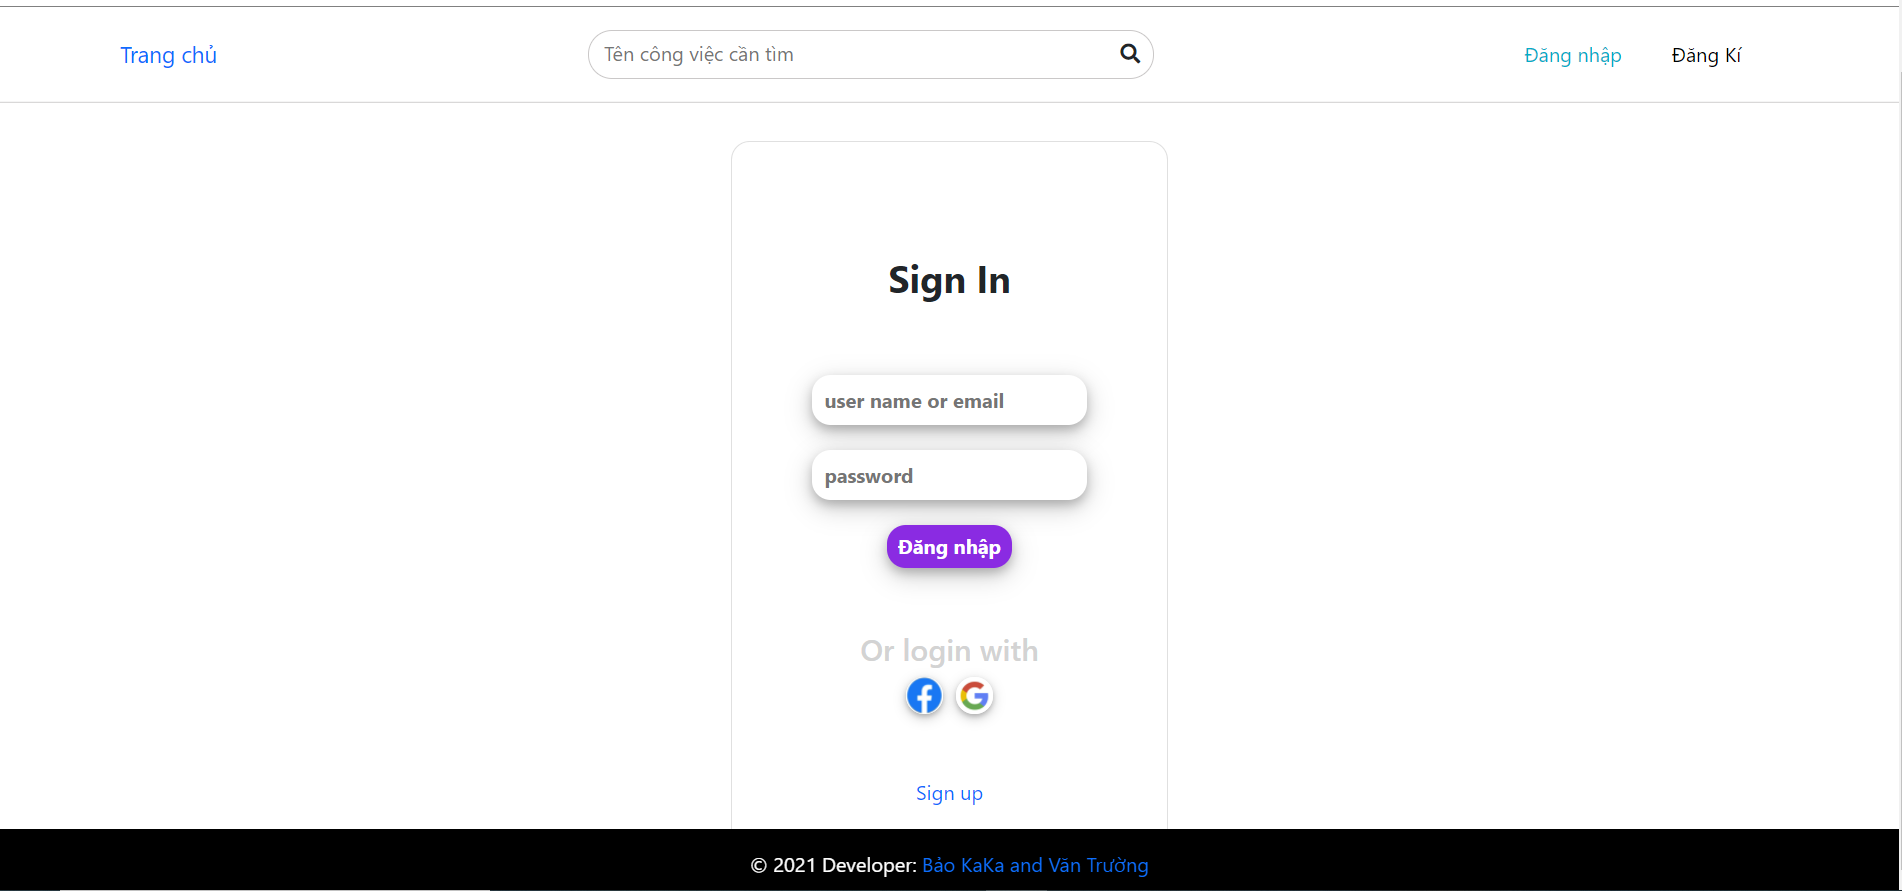 Trang chủ
Tên công việc cần tìm
Đăng nhập
Đăng Kí
Sign In
user name or email
password
Đăng nhập
Or login with
Sign up
© 2021 Developer: Bảo KaKa and Văn Trường